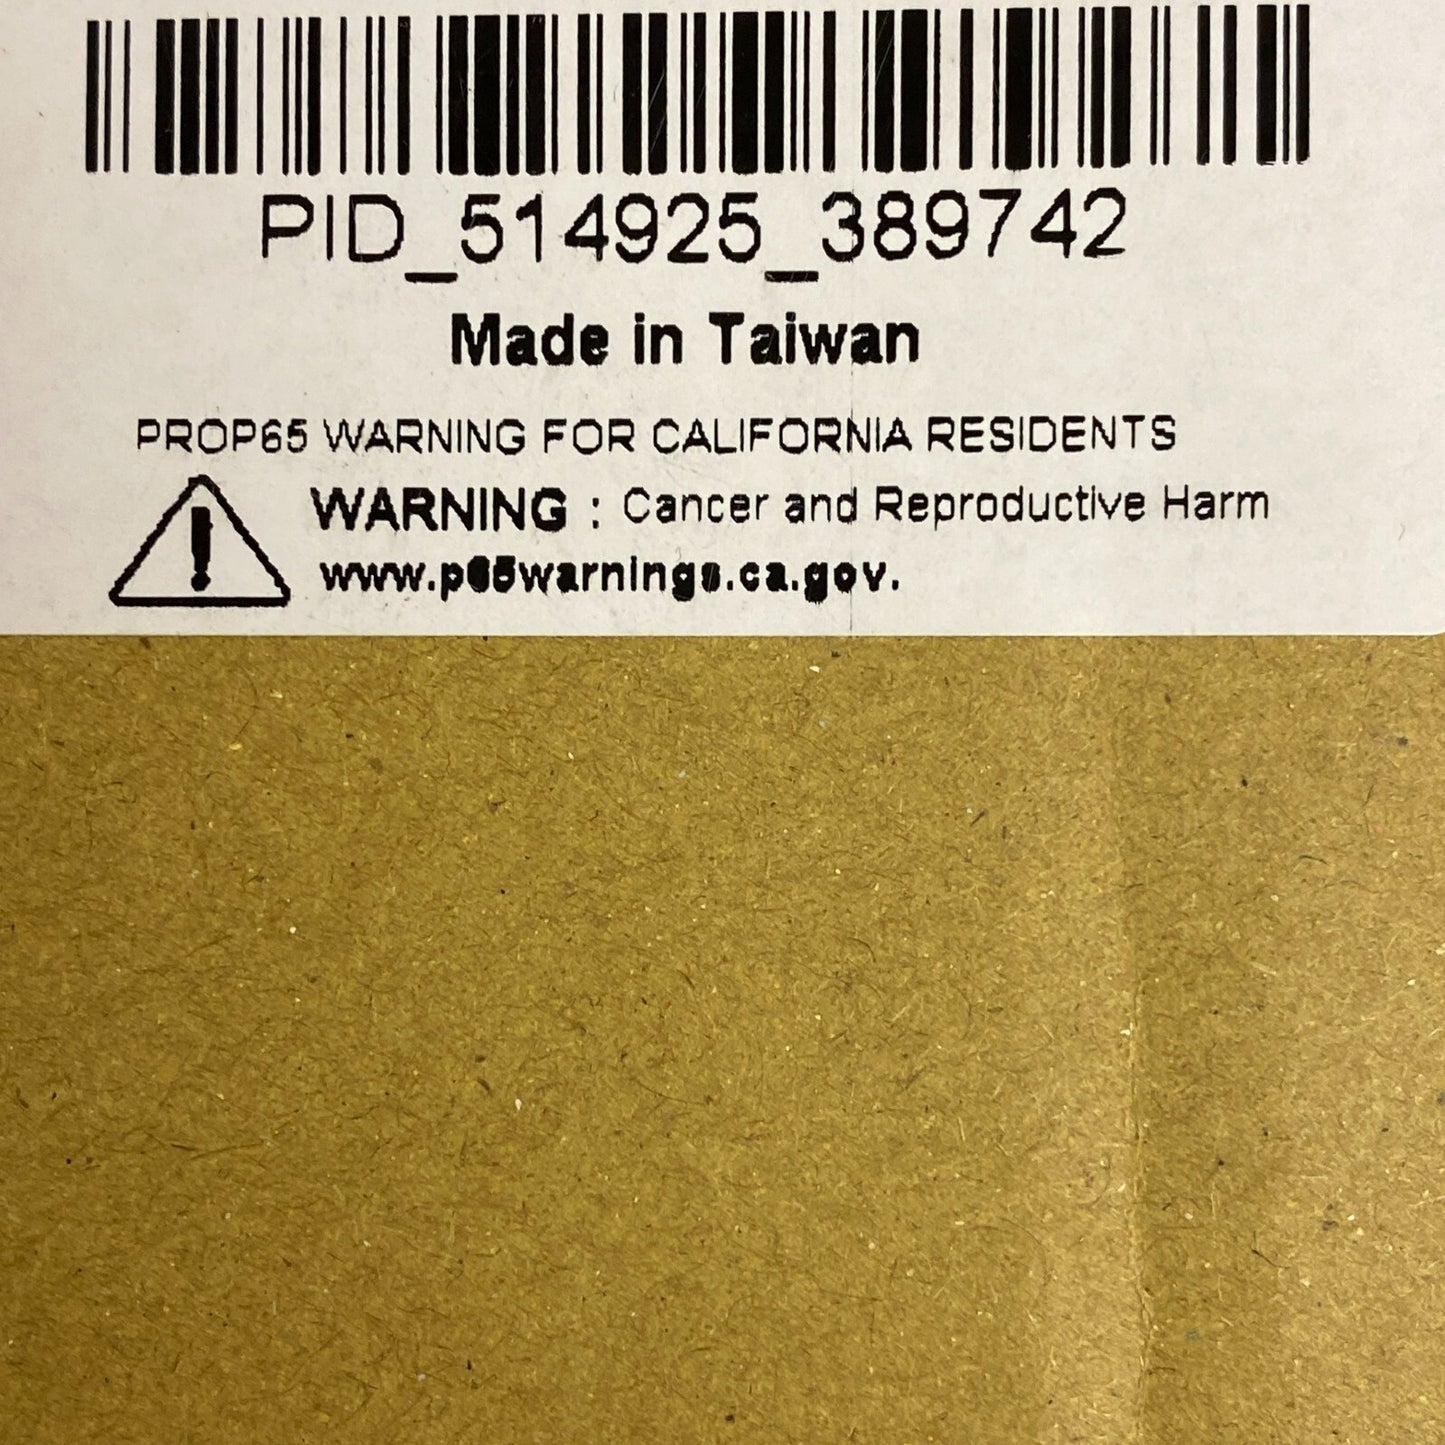 PID_514925_389742
Made in Taiwan
PROP65 WARNING FOR CALIFORNIA RESIDENTS
WARNING : Cancer and Reproductive Harm
www.p65warnings.ca.gov.